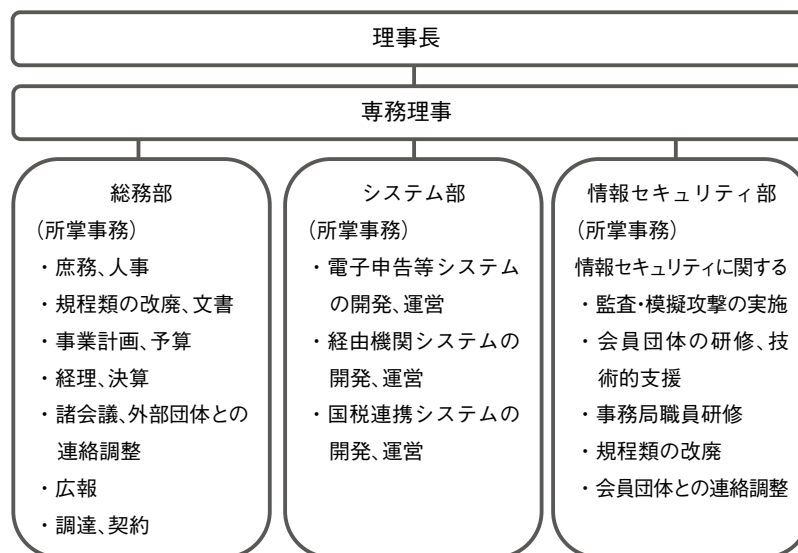 理事長
専務理事
総務部
(所掌事務)
・庶務、人事
・規程類の改廃、文書
・事業計画、予算
・経理、決算
・諸会議、外部団体との
連絡調整
・広報
・調達、契約
システム部
(所掌事務)
・電子申告等システム
の開発、運営
・経由機関システムの
開発、運営
・国税連携システムの
開発、運営
情報セキュリティ部
(所掌事務)
情報セキュリティに関する
・監査・模擬攻撃の実施
・会員団体の研修、技
術的支援
・事務局職員研修
・規程類の改廃
・会員団体との連絡調整